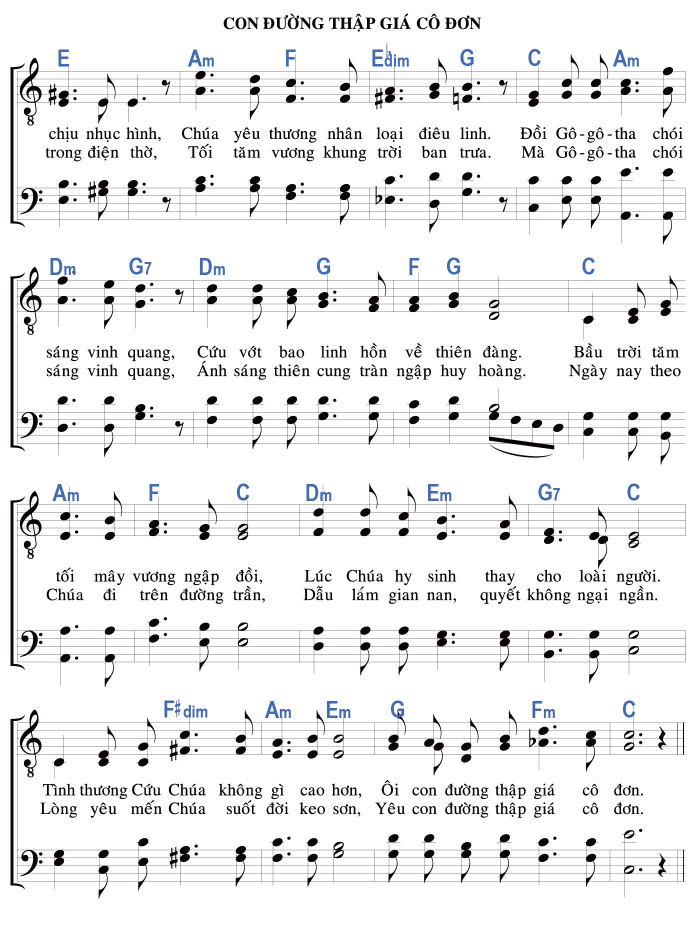 CON ĐƯỜNG THẬP GIÁ CÔ ĐƠN
E Am F Edim G C Am
chịu nhục hình, Chúa yêu thương nhân loại điêu linh. Đồi Gô-gô-tha chói
trong điện thờ, Tối tăm vương khung trời ban trưa. Mà Gô-gô-tha chói
Dm G7 Dm G F G C
sáng vinh quang, Cứu vớt bao linh hồn về thiên đàng. Bầu trời tăm
sáng vinh quang, Ánh sáng thiên cung tràn ngập huy hoàng. Ngày nay theo
Am F C Dm Em G7 C
tối mây vương ngập đồi, Lúc Chúa hy sinh thay cho loài người.
Chúa đi trên đường trần, Dẫu lắm gian nan, quyết không ngại ngần.
F#dim Am Em G Fm C
Tình thương Cứu Chúa không gì cao hơn, Ôi con đường thập giá cô đơn.
Lòng yêu mến Chúa suốt đời keo sơn, Yêu con đường thập giá cô đơn.